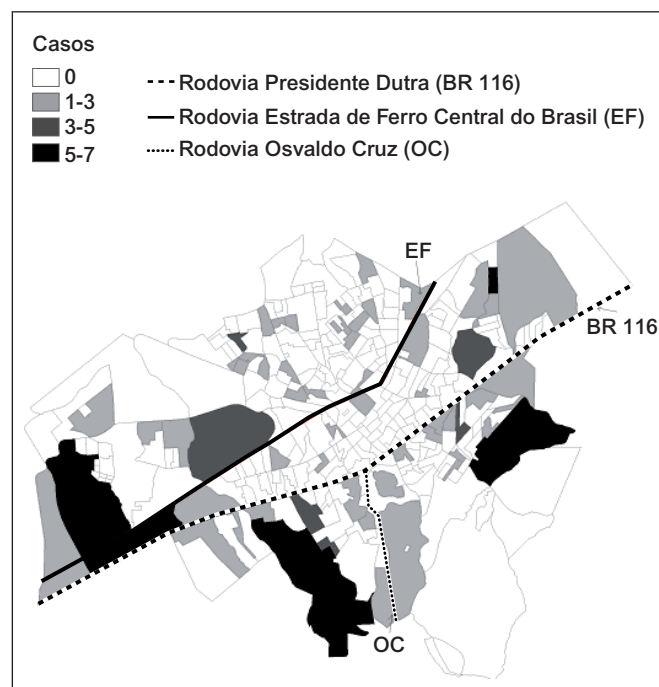 Casos
0
1-3
3-5
5-7
Rodovia Presidente Dutra (BR 116)
Rodovia Estrada de Ferro Central do Brasil (EF)
Rodovia Osvaldo Cruz (OC)
EF
BR 116
OC